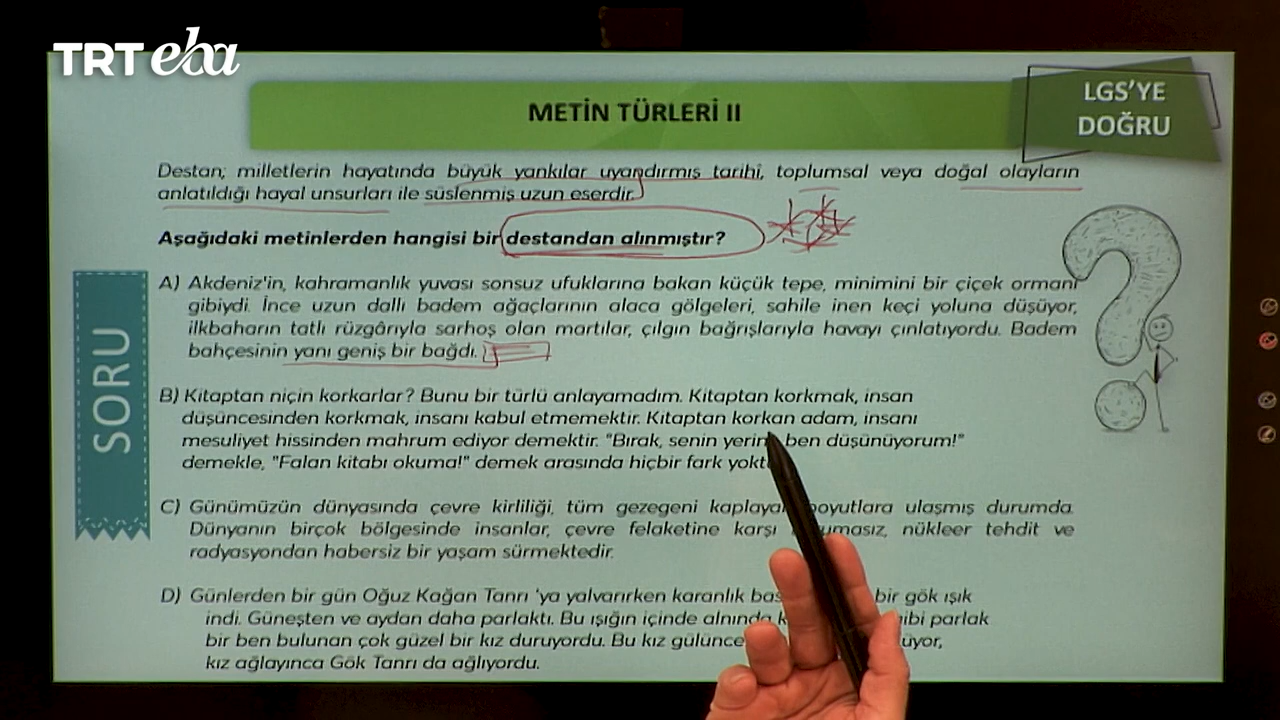 TRT eba
METİN TÜRLERİ II
LGS'YE
DOĞRU
Destan; milletlerin hayatında büyük yankılar uyandırmış tarihî, toplumsal veya doğal olayların
anlatıldığı hayal unsurları ile süslenmiş uzun eserdir.
Aşağıdaki metinlerden hangisi bir destandan alınmıştır?
SORU
A) Akdeniz'in, kahramanlık yuvası sonsuz ufuklarına bakan küçük tepe, minimini bir çiçek ormanı
gibiydi. İnce uzun dallı badem ağaçlarının alaca gölgeleri, sahile inen keçi yoluna düşüyor,
ilkbaharın tatlı rüzgârıyla sarhoş olan martılar, çılgın bağrışlarıyla havayı çınlatıyordu. Badem
bahçesinin yanı geniş bir bağdı.
B) Kitaptan niçin korkarlar? Bunu bir türlü anlayamadım. Kitaptan korkmak, insan
düşüncesinden korkmak, insanı kabul etmemektir. Kitaptan korkan adam, insanı
mesuliyet hissinden mahrum ediyor demektir. "Bırak, senin ben düşünüyorum!"
demekle, "Falan kitabı okuma!" demek arasında hiçbir fark
C) Günümüzün dünyasında çevre kirliliği, tüm gezegeni boyutlara ulaşmış durumda.
Dünyanın birçok bölgesinde insanlar, çevre felaketine karşı nükleer tehdit ve
radyasyondan habersiz bir yaşam sürmektedir.
D) Günlerden bir gün Oğuz Kağan Tanrı 'ya yalvarırken karanlık bir gök ışık
indi. Güneşten ve aydan daha parlaktı. Bu ışığın içinde alnında gibi parlak
bir ben bulunan çok güzel bir kız duruyordu. Bu kız gülünce
kız ağlayınca Gök Tanrı da ağlıyordu.